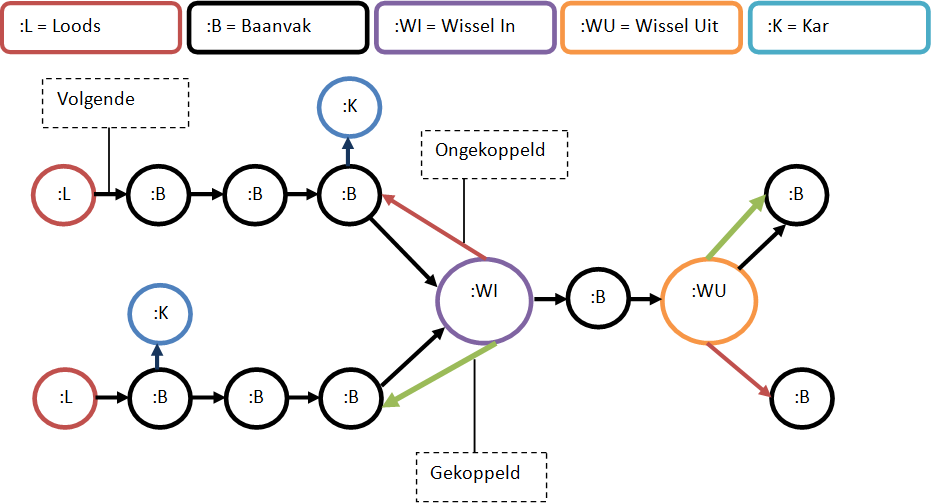 :L = Loods
:B = Baanvak
:WI = Wissel In
:WU = Wissel Uit
:K = Kar
Volgende
:K
Ongekoppeld
:L
:B
:B
:B
:B
:WI
:B
:WU
:K
:L
:B
:B
:B
:B
Gekoppeld